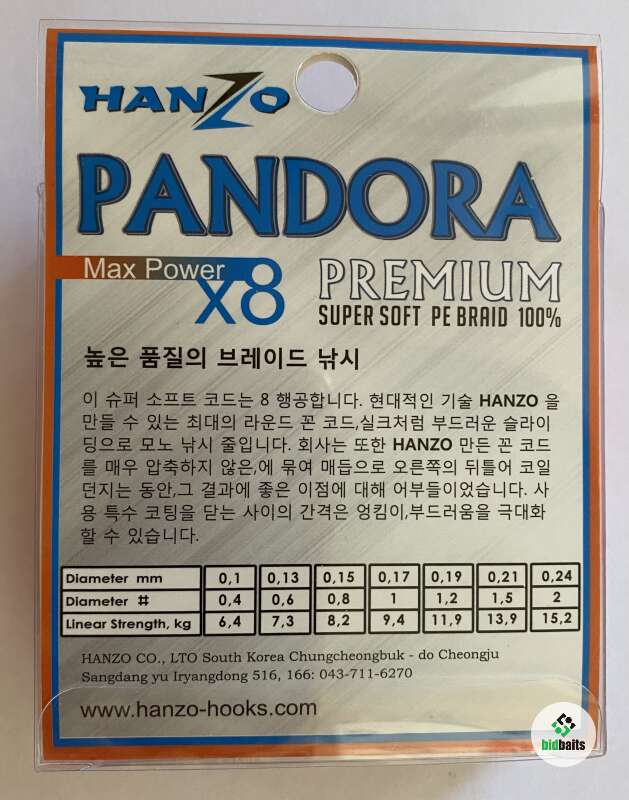 HANZO
PANDORA
Max Power
x8
PREMIUM
SUPER SOFT PE BRAID 100%
높은 품질의 브레이드 낚시
이 슈퍼 소프트 코드는 8 행공합니다. 현대적인 기술 HANZO 을
만들 수 있는 최대의 라운드 꼰 코드,실크처럼 부드러운 슬라이
딩으로 모노 낚시 줄입니다. 회사는 또한 HANZO 만든 꼰 코드
를 매우 압축하지 않은,에 묶여 매듭으로 오른쪽의 뒤틀어 코일
던지는 동안,그 결과에 좋은 이점에 대해 어부들이었습니다. 사
용 특수 코팅을 닫는 사이의 간격은 엉킴이,부드러움을 극대화
할 수 있습니다.
Diameter mm 0,1 0,13 0,15 0,17 0,19 0,21 0,24
Diameter # 0,4 0,6 0,8 1 1,2 1,5 2
Linear Strength, kg 6,4 7,3 8,2 9,4 11,9 13,9 15,2
HANZO CO., LTO South Korea Chungcheongbuk - do Cheongju
Sangdang yu Iryangdong 516, 166: 043-711-6270
www.hanzo-hooks.com
bidbaits